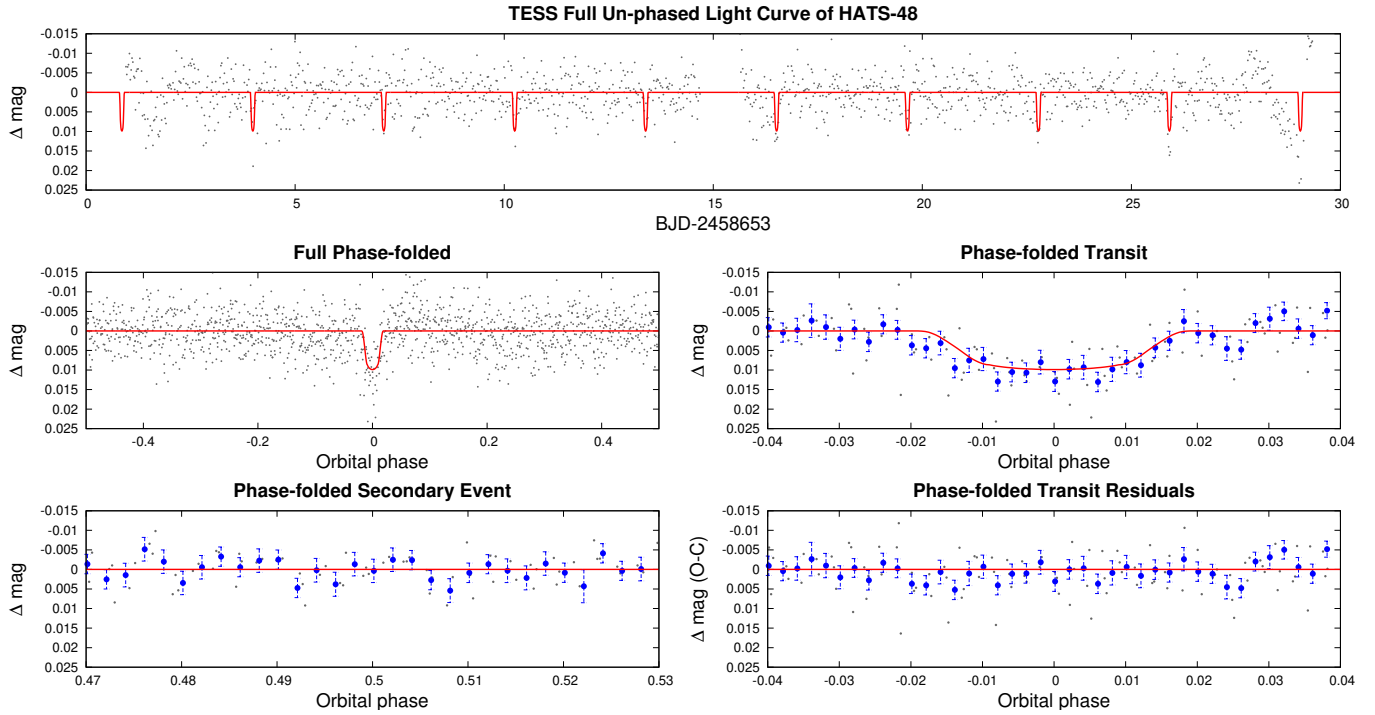 TESS Full Un-phased Light Curve of HATS-48
-0.015
-0.01
-0.005
0
0.005
0.01
0.015
0.02
0.025
Δ mag
0 5 10 15 20 25 30
BJD-2458653
Full Phase-folded
-0.015
-0.01
-0.005
0
0.005
0.01
0.015
0.02
0.025
Δ mag
-0.4 -0.2 0 0.2 0.4
Orbital phase
Phase-folded Transit
-0.015
-0.01
-0.005
0
0.005
0.01
0.015
0.02
0.025
Δ mag
-0.04 -0.03 -0.02 -0.01 0 0.01 0.02 0.03 0.04
Orbital phase
Phase-folded Secondary Event
-0.015
-0.01
-0.005
0
0.005
0.01
0.015
0.02
0.025
Δ mag
0.47 0.48 0.49 0.5 0.51 0.52 0.53
Orbital phase
Phase-folded Transit Residuals
-0.015
-0.01
-0.005
0
0.005
0.01
0.015
0.02
0.025
Δ mag (O-C)
-0.04 -0.03 -0.02 -0.01 0 0.01 0.02 0.03 0.04
Orbital phase